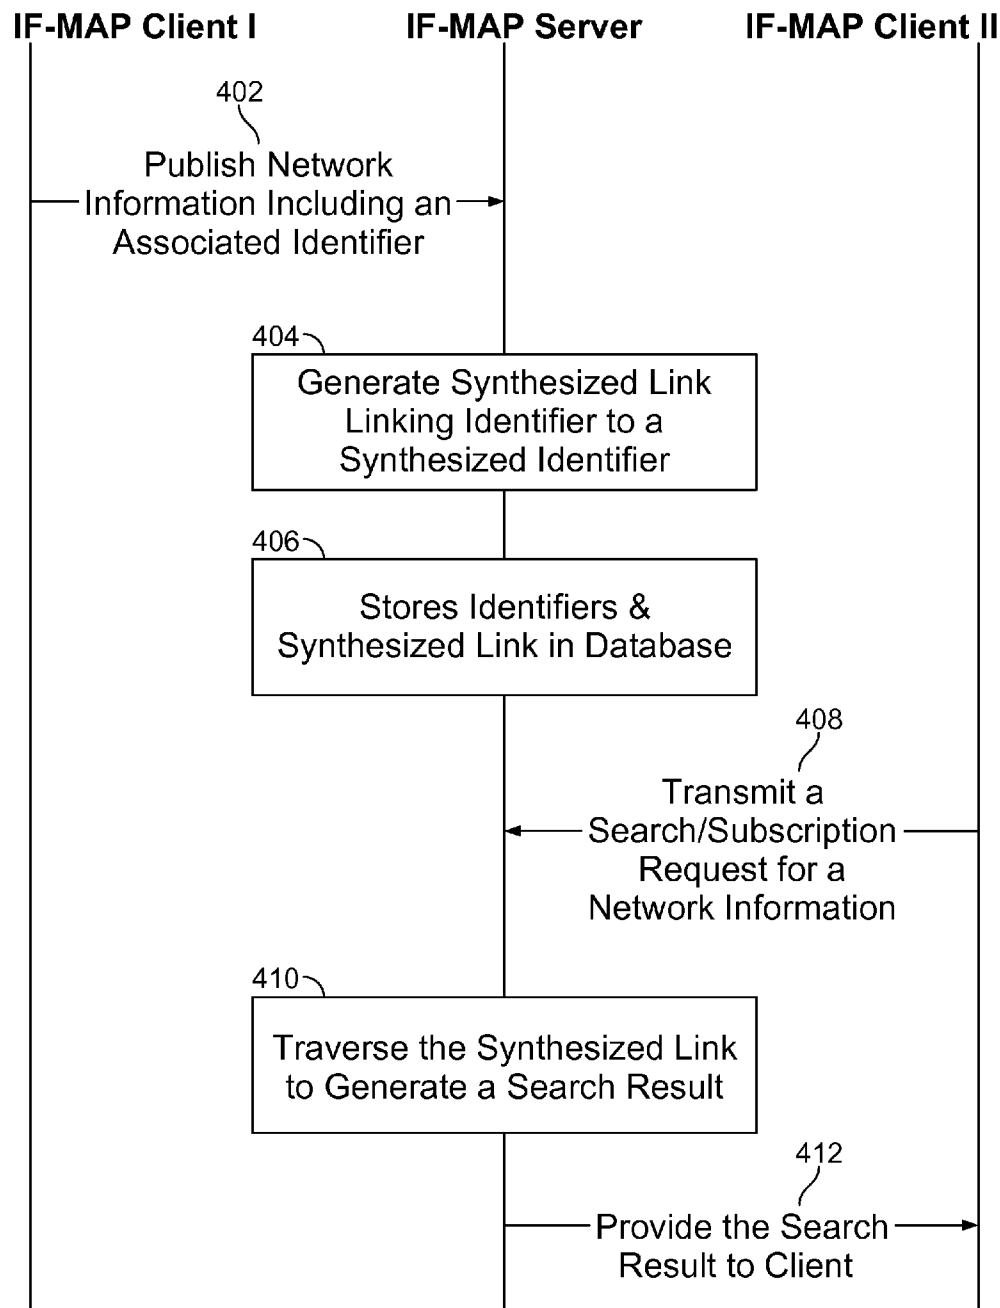 IF-MAP Client I
IF-MAP Server
IF-MAP Client II
402
Publish Network
Information Including an
Associated Identifier
404
Generate Synthesized Link
Linking Identifier to a
Synthesized Identifier
406
Stores Identifiers &
Synthesized Link in Database
408
Transmit a
Search/Subscription
Request for a
Network Information
410
Traverse the Synthesized Link
to Generate a Search Result
412
Provide the Search
Result to Client